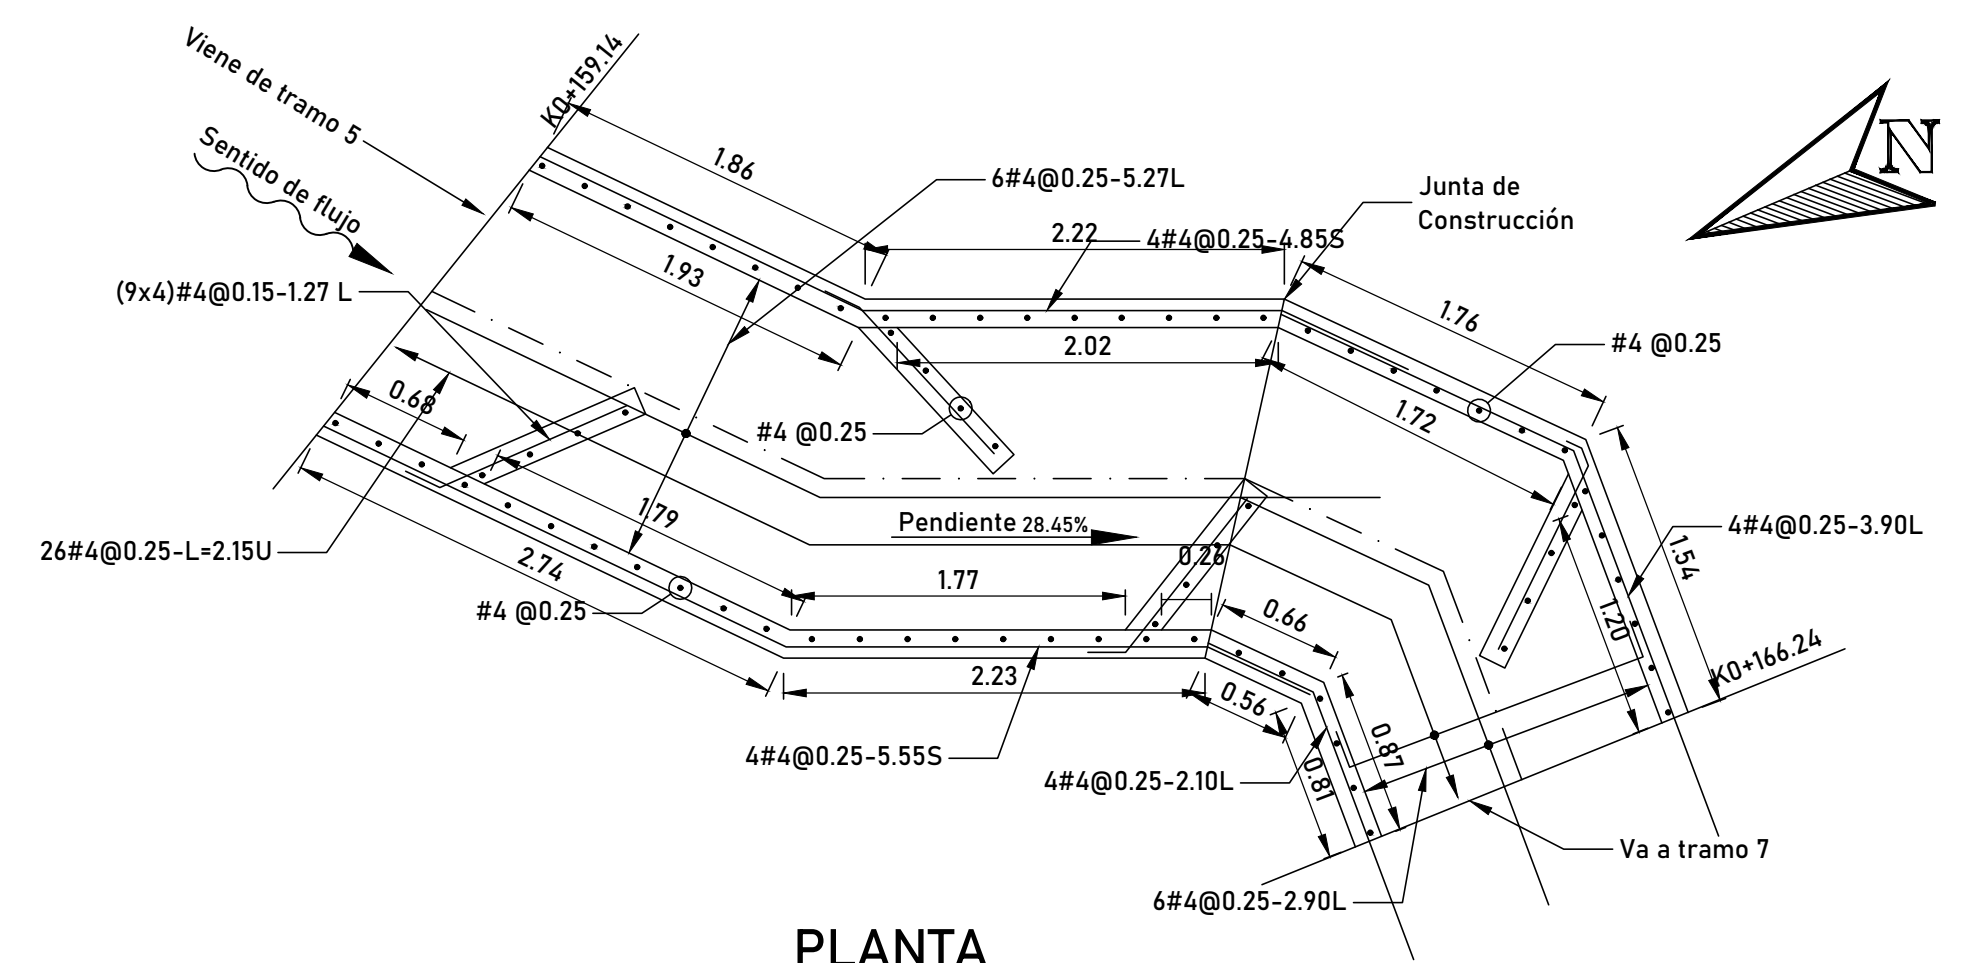 Viene de tramo 5
K0+159.14
Sentido de flujo
N
1.86
6#4@0.25-5.27L
Junta de
Construcción
2.22
4#4@0.25-4.85S
1.93
(9x4)#4@0.15-1.27 L
1.76
2.02
#4 @0.25
0.68
1.72
#4 @0.25
1.79
Pendiente 28.45%
4#4@0.25-3.90L
26#4@0.25-L=2.15U
0.26
1.54
2.74
1.77
#4 @0.25
0.66
1.20
2.23
K0+166.24
0.56
4#4@0.25-5.55S
0.87
4#4@0.25-2.10L
0.81
Va a tramo 7
6#4@0.25-2.90L
PLANTA